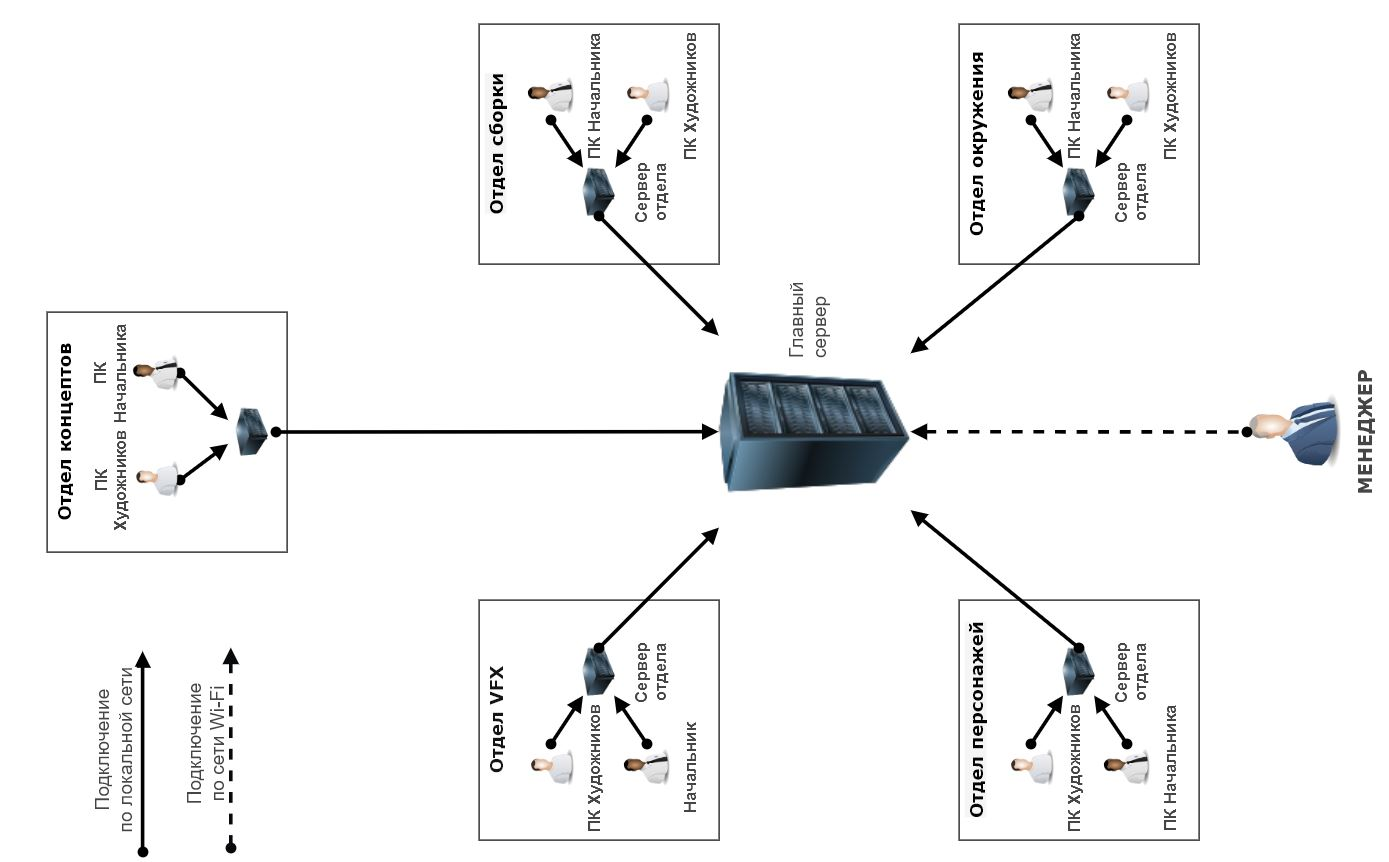 Подключение
по локальной сети
Подключение
по сети Wi-Fi
Отдел концептов
ПК
Художников
ПК
Начальника
Отдел VFX
ПК Художников
Сервер
отдела
Начальник
Отдел сборки
ПК Начальника
Сервер
отдела
ПК Художников
Главный
сервер
Отдел персонажей
ПК Художников
Сервер
отдела
ПК Начальника
Отдел окружения
ПК Начальника
Сервер
отдела
ПК Художников
МЕНЕДЖЕР